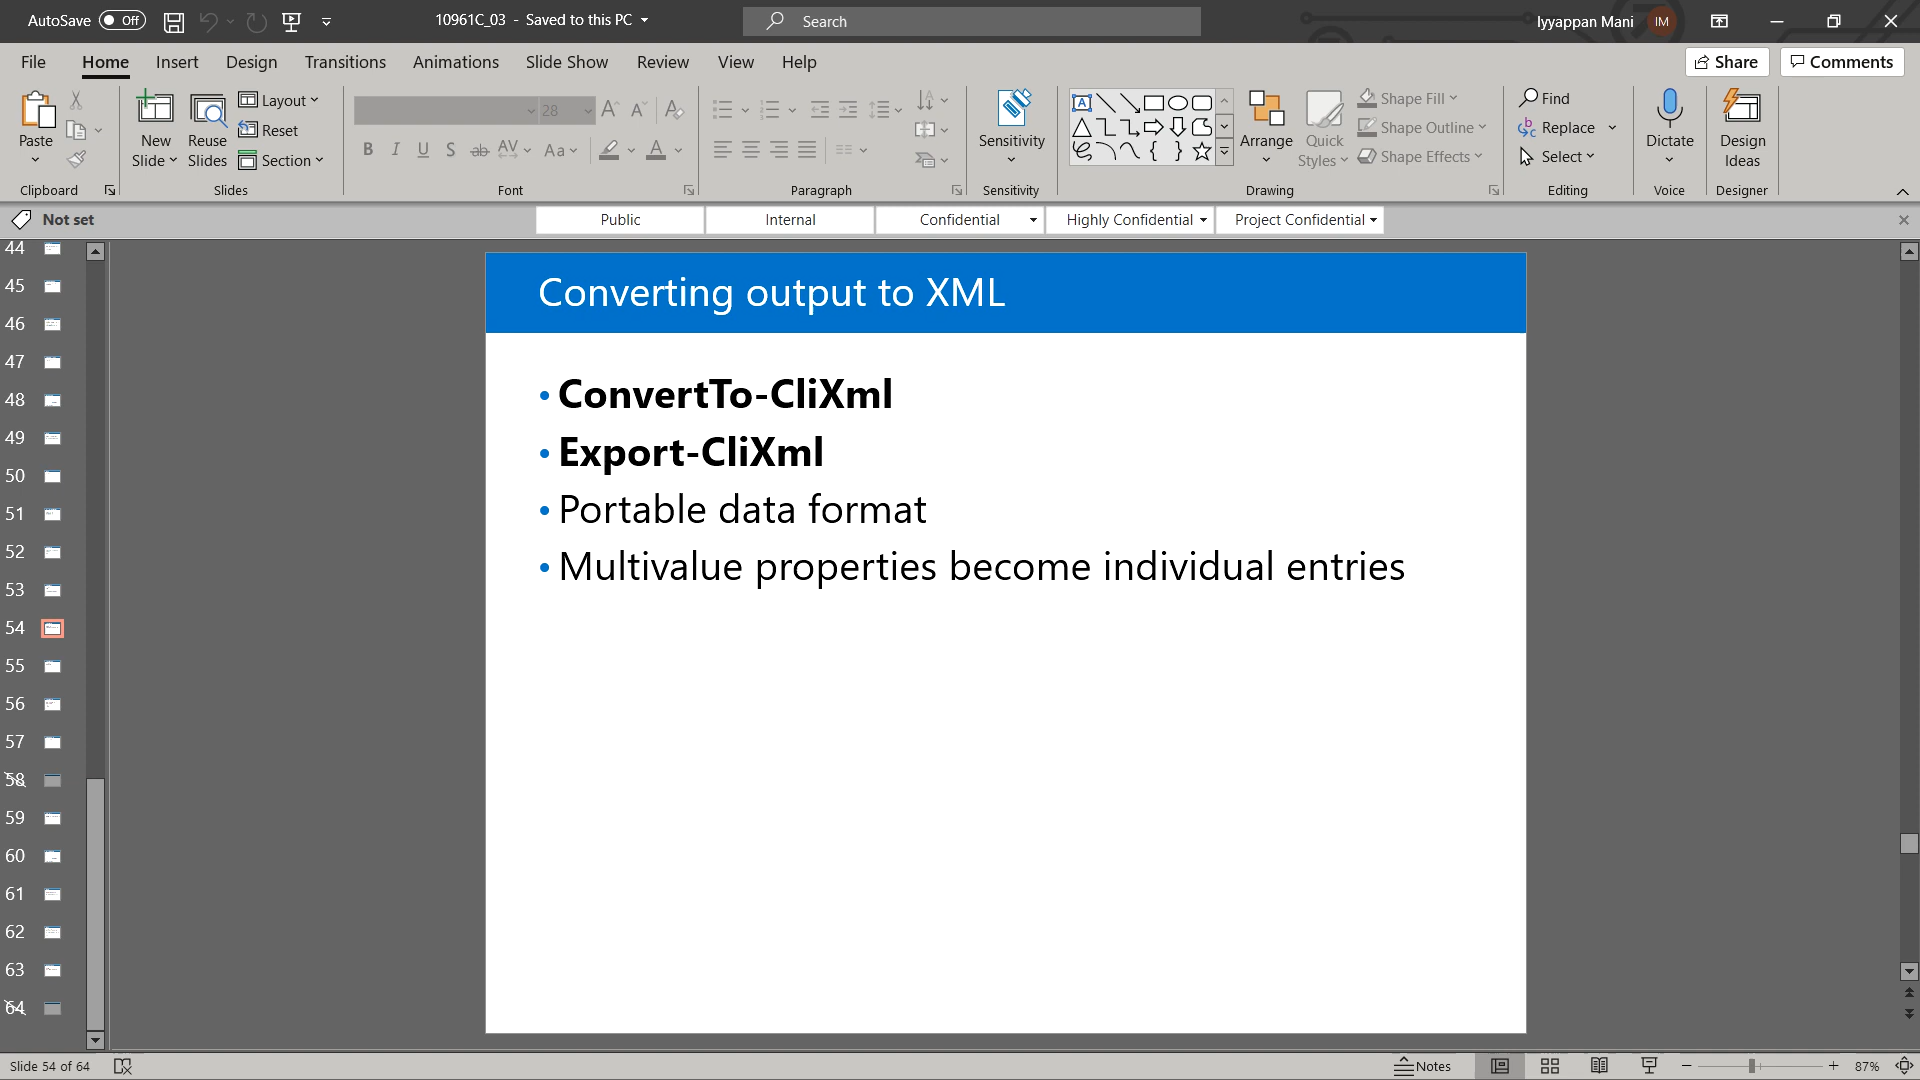 AutoSave Off 10961C_03 - Saved to this PC Search Iyyappan Mani IM
File Home Insert Design Transitions Animations Slide Show Review View Help Share Comments
Paste
Clipboard
New Slide
Reuse Slides
Layout
Reset
Section
Slides
28
B I U S ab AV Aa A
Font
Paragraph
Sensitivity
Sensitivity
Arrange
Quick Styles
Shape Fill
Shape Outline
Shape Effects
Drawing
Find
Replace
Select
Editing
Dictate
Voice
Design Ideas
Designer
Not set Public Internal Confidential Highly Confidential Project Confidential
44
45
46
47
48
49
50
51
52
53
54
55
56
57
58
59
60
61
62
63
64
Converting output to XML
• ConvertTo-CliXml
• Export-CliXml
• Portable data format
• Multivalue properties become individual entries
Slide 54 of 64 Notes 87%